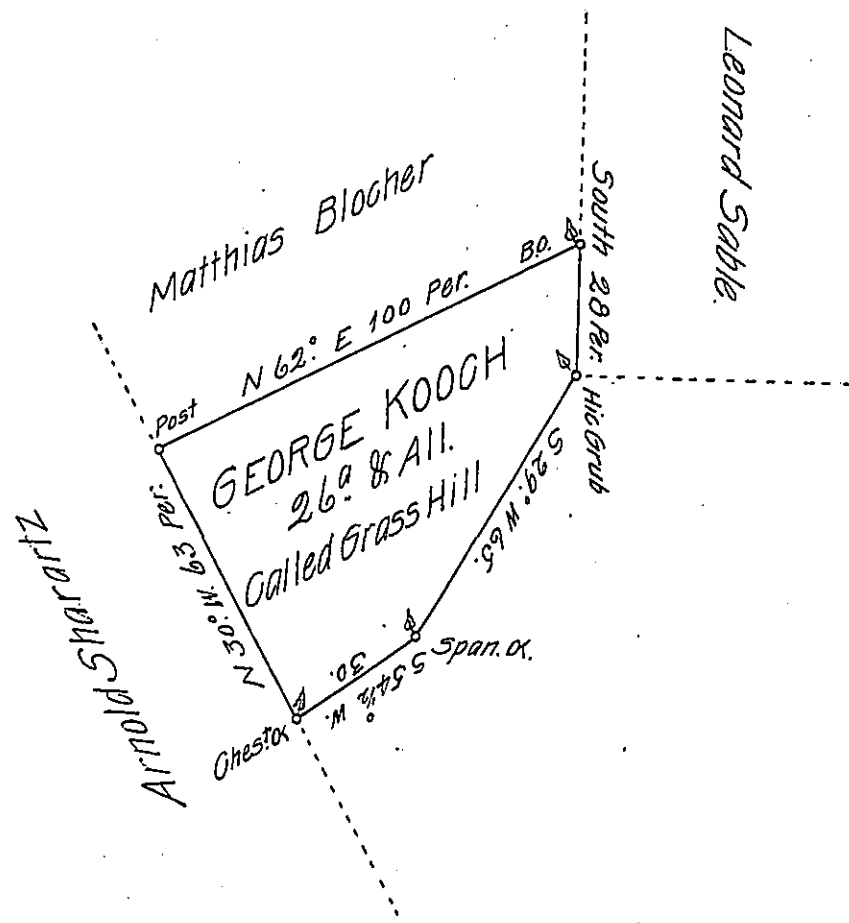 Leonard Sable.
Matthias Blocher
South 28 Per.
B.O.
N 62.° E 100 Per.
Post
Hic Grub
GEORGE KOOCH
26ª & All.
Called Grass Hill
S 29.° W 65.
N 30.° W. 63 Per.
Span. ok.
S 54½° W.
30.
Chest. ok
Arnold Sharartz